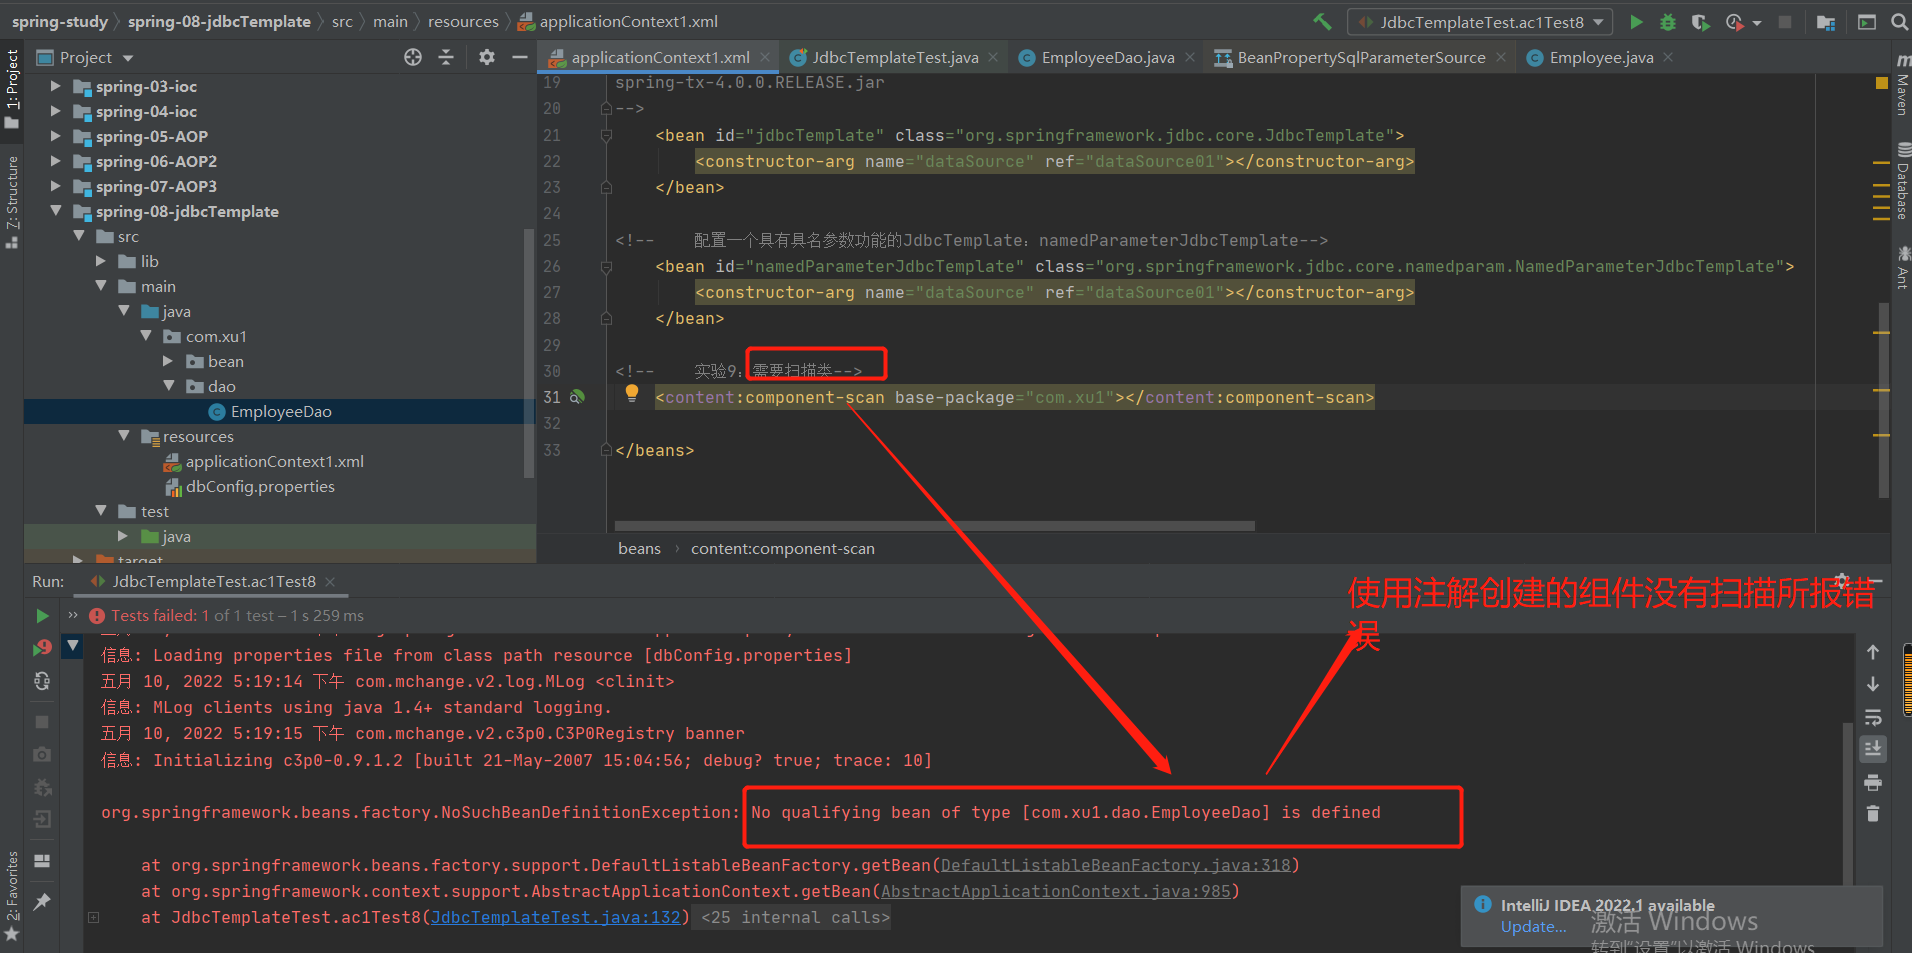 spring-study 〉 spring-08-jdbcTemplate 〉 src 〉 main 〉 resources 〉 applicationContext1.xml
JdbcTemplateTest.ac1Test8
Project
applicationContext1.xml
JdbcTemplateTest.java
EmployeeDao.java
BeanPropertySqlParameterSource
Employee.java
1: Project
7: Structure
2: Favorites
Maven
Database
Ant
spring-03-ioc
spring-04-ioc
spring-05-AOP
spring-06-AOP2
spring-07-AOP3
spring-08-jdbcTemplate
src
lib
main
java
com.xu1
bean
dao
EmployeeDao
resources
applicationContext1.xml
dbConfig.properties
test
java
target
19 spring-tx-4.0.0.RELEASE.jar
20 -->
21 <bean id="jdbcTemplate" class="org.springframework.jdbc.core.JdbcTemplate">
22 <constructor-arg name="dataSource" ref="dataSource01"></constructor-arg>
23 </bean>
24
25 <!-- 配置一个具有具名参数功能的JdbcTemplate：namedParameterJdbcTemplate-->
26 <bean id="namedParameterJdbcTemplate" class="org.springframework.jdbc.core.namedparam.NamedParameterJdbcTemplate">
27 <constructor-arg name="dataSource" ref="dataSource01"></constructor-arg>
28 </bean>
29
30 <!-- 实验9：需要扫描类-->
31 <content:component-scan base-package="com.xu1"></content:component-scan>
32
33 </beans>
beans › content:component-scan
Run: JdbcTemplateTest.ac1Test8
Tests failed: 1 of 1 test – 1 s 259 ms
使用注解创建的组件没有扫描所报错
误
信息: Loading properties file from class path resource [dbConfig.properties]
五月 10, 2022 5:19:14 下午 com.mchange.v2.log.MLog <clinit>
信息: MLog clients using java 1.4+ standard logging.
五月 10, 2022 5:19:15 下午 com.mchange.v2.c3p0.C3P0Registry banner
信息: Initializing c3p0-0.9.1.2 [built 21-May-2007 15:04:56; debug? true; trace: 10]
org.springframework.beans.factory.NoSuchBeanDefinitionException: No qualifying bean of type [com.xu1.dao.EmployeeDao] is defined
at org.springframework.beans.factory.support.DefaultListableBeanFactory.getBean(DefaultListableBeanFactory.java:318)
at org.springframework.context.support.AbstractApplicationContext.getBean(AbstractApplicationContext.java:985)
at JdbcTemplateTest.ac1Test8(JdbcTemplateTest.java:132) <25 internal calls>
IntelliJ IDEA 2022.1 available
Update...
激活 Windows
转到"设置"以激活 Windows